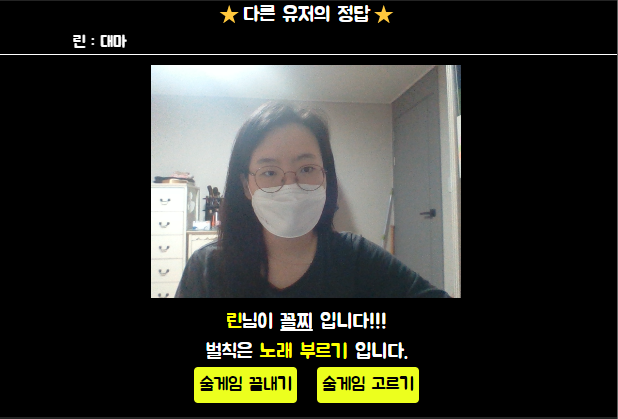 ⭐다른 유저의 정답⭐
린 : 대마
린님이 꼴찌 입니다!!!
벌칙은 노래 부르기 입니다.
술게임 끝내기
술게임 고르기